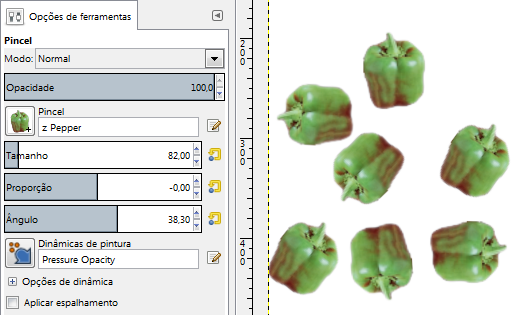 Opções de ferramentas
Pincel
Modo: Normal
Opacidade 100,0
Pincel
z Pepper
Tamanho 82,00
Proporção -0,00
Ângulo 38,30
Dinâmicas de pintura
Pressure Opacity
Opções de dinâmica
Aplicar espalhamento
200
300
400